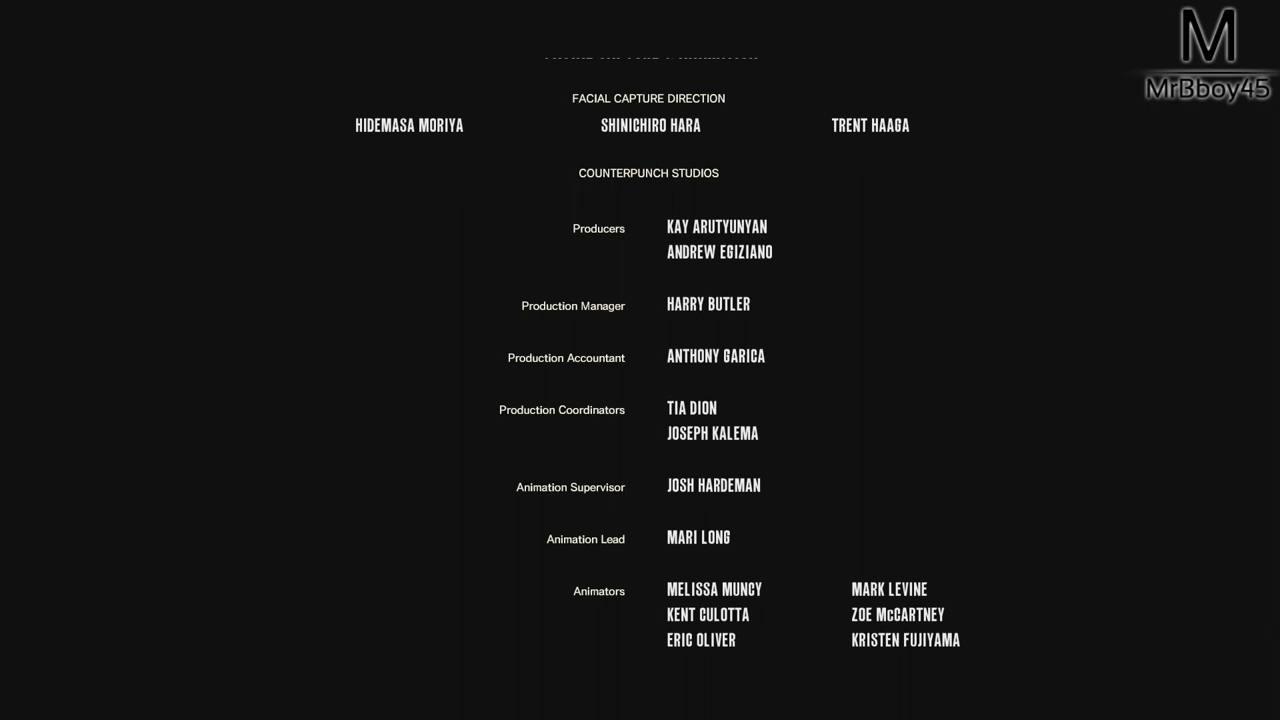 M
MrBboy45
FACIAL CAPTURE DIRECTION
HIDEMASA MORIYA SHINICHIRO HARA TRENT HAAGA
COUNTERPUNCH STUDIOS
Producers KAY ARUTYUNYAN
ANDREW EGIZIANO
Production Manager HARRY BUTLER
Production Accountant ANTHONY GARICA
Production Coordinators TIA DION
JOSEPH KALEMA
Animation Supervisor JOSH HARDEMAN
Animation Lead MARI LONG
Animators MELISSA MUNCY MARK LEVINE
KENT CULOTTA ZOE McCARTNEY
ERIC OLIVER KRISTEN FUJIYAMA